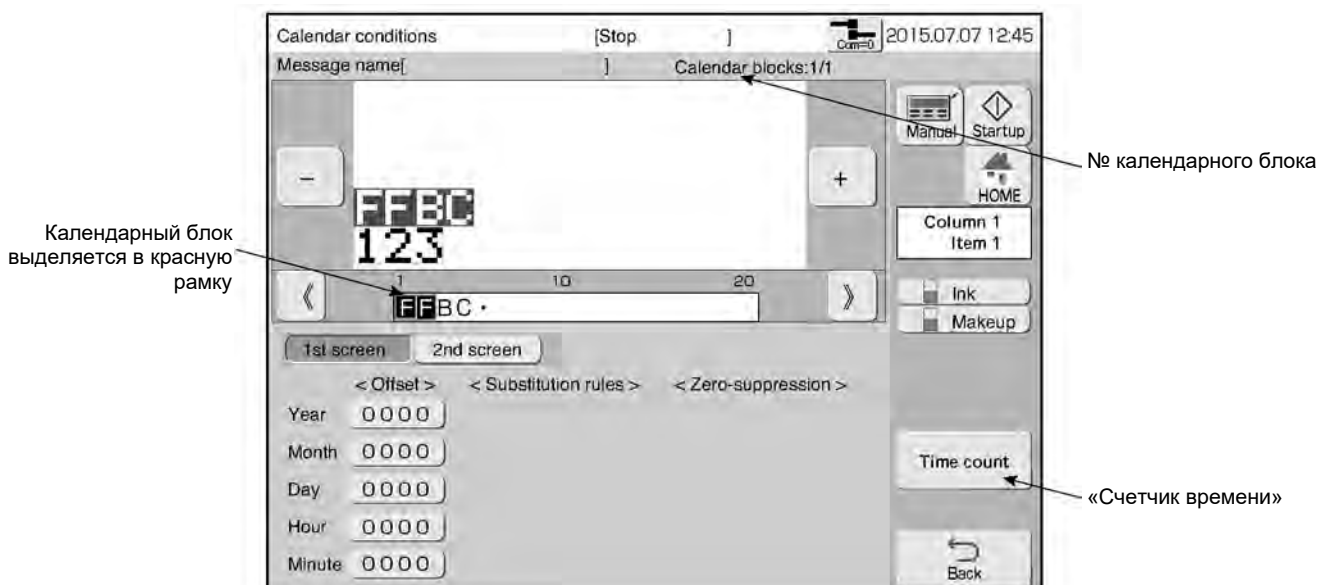 Calendar conditions [Stop ] Com=0 2015.07.07 12:45
Message name[ ] Calendar blocks:1/1
Manual Startup
HOME
- +
FFBC
123
Column 1
Item 1
№ календарного блока
Календарный блок
выделяется в красную
рамку
1 10 20
《 FFBC· 》
Ink
Makeup
1st screen 2nd screen
< Offset > < Substitution rules > < Zero-suppression >
Year 0000
Month 0000
Day 0000
Hour 0000
Minute 0000
Time count
«Счетчик времени»
Back